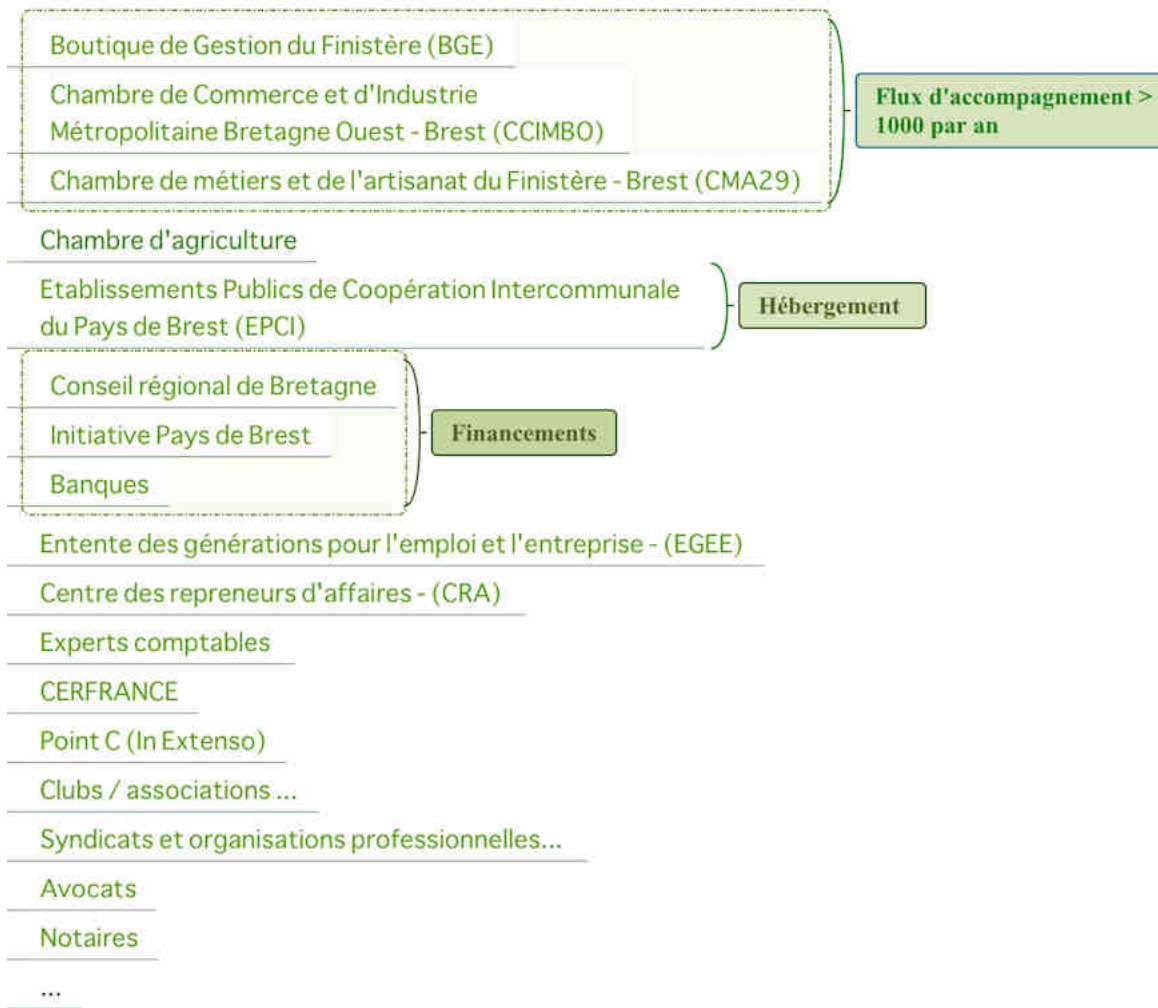 Boutique de Gestion du Finistère (BGE)
Chambre de Commerce et d'Industrie
Métropolitaine Bretagne Ouest - Brest (CCIMBO)
Chambre de métiers et de l'artisanat du Finistère - Brest (CMA29)
Flux d'accompagnement >
1000 par an
Chambre d'agriculture
Etablissements Publics de Coopération Intercommunale
du Pays de Brest (EPCI)
Hébergement
Conseil régional de Bretagne
Initiative Pays de Brest
Banques
Financements
Entente des générations pour l'emploi et l'entreprise - (EGEE)
Centre des repreneurs d'affaires - (CRA)
Experts comptables
CERFRANCE
Point C (In Extenso)
Clubs / associations ...
Syndicats et organisations professionnelles...
Avocats
Notaires
...